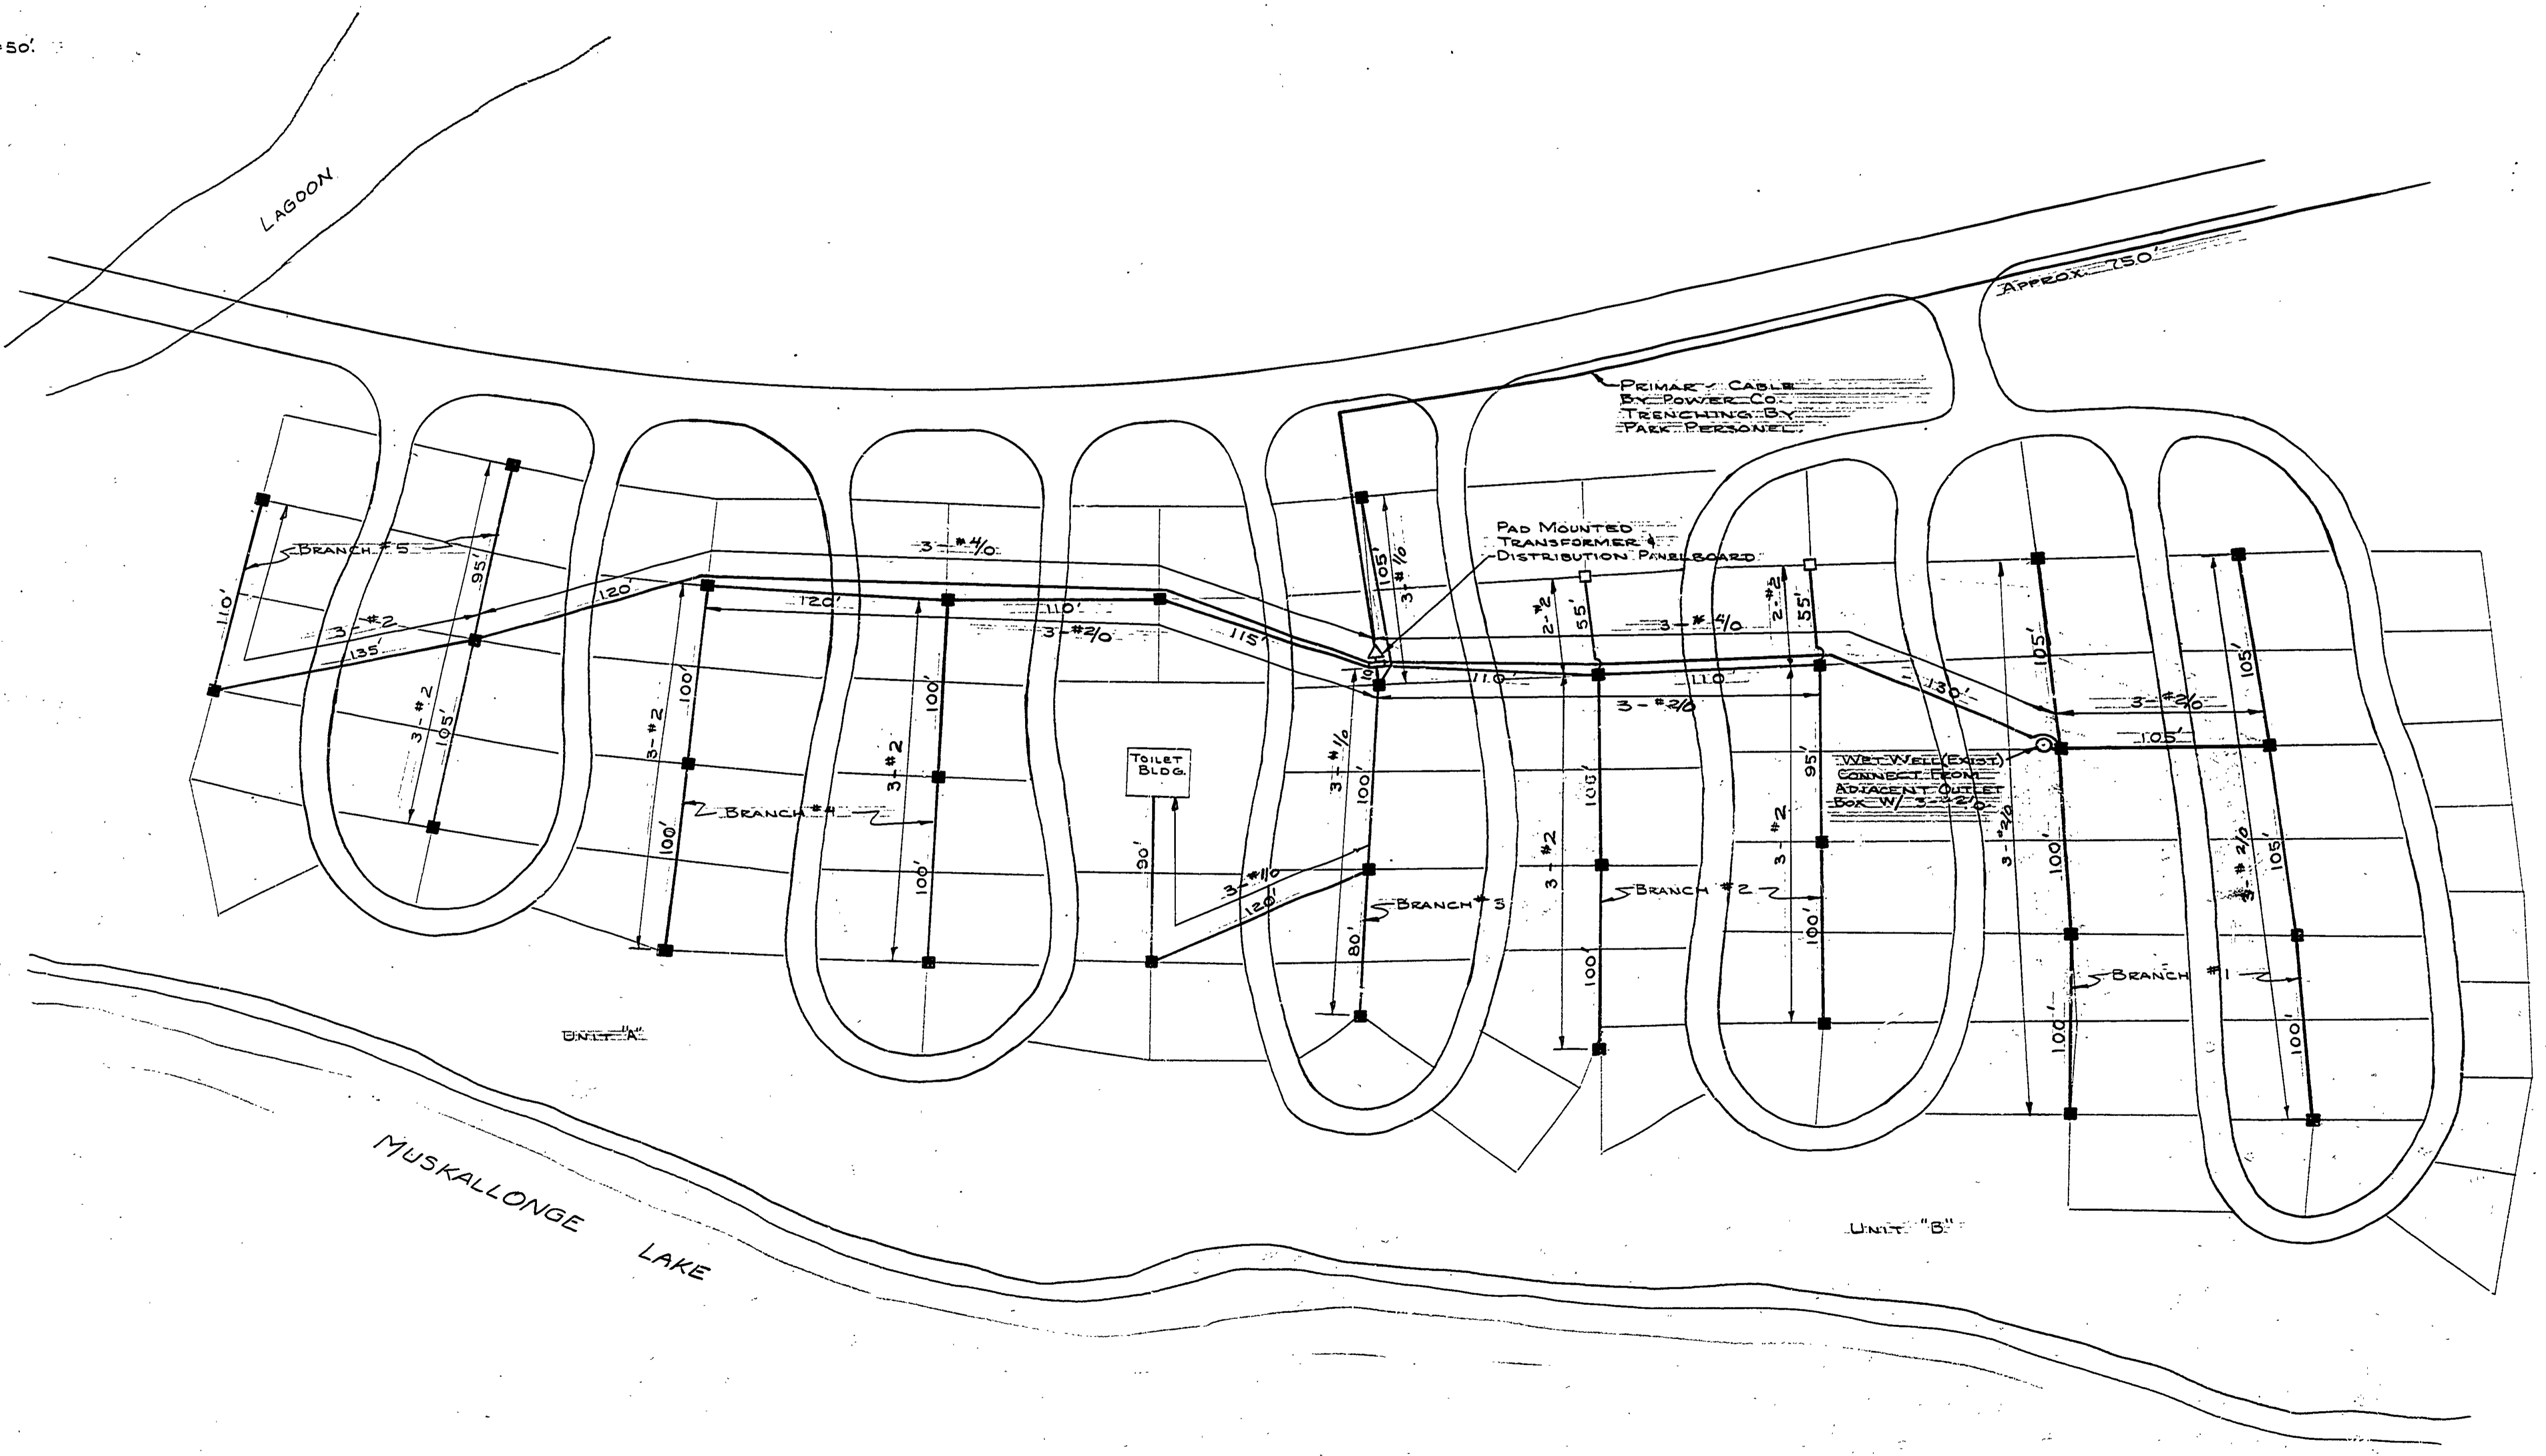 =50'.
LAGOON
APPROX. 750'
PRIMARY CABLE
BY POWER CO.
TRENCHING BY
PARK PERSONEL.
PAD MOUNTED
TRANSFORMER &
DISTRIBUTION PANELBOARD
BRANCH #5
110'
95'
3-#2
135'
120'
3-#2
105'
3-#4/0
120'
110'
3-#2/0
115'
3-#2
100'
100'
3-#2
100'
100'
BRANCH #4
TOILET
BLDG.
90'
3-#1/0
120'
105'
3-#1/0
10'
3-#1/0
100'
80'
BRANCH #3
2-#2
55'
2-#2
55'
3-#4/0
110'
110'
3-#2/0
130'
100'
3-#2
100'
95'
3-#2
100'
BRANCH #2
WET WELL (EXIST)
CONNECT FROM
ADJACENT OUTLET
BOX W/ 3-#2/0
105'
3-#2/0
100'
100'
3-#2/0
105'
105'
3-#2/0
105'
100'
BRANCH #1
UNIT "A"
UNIT "B"
MUSKALLONGE
LAKE